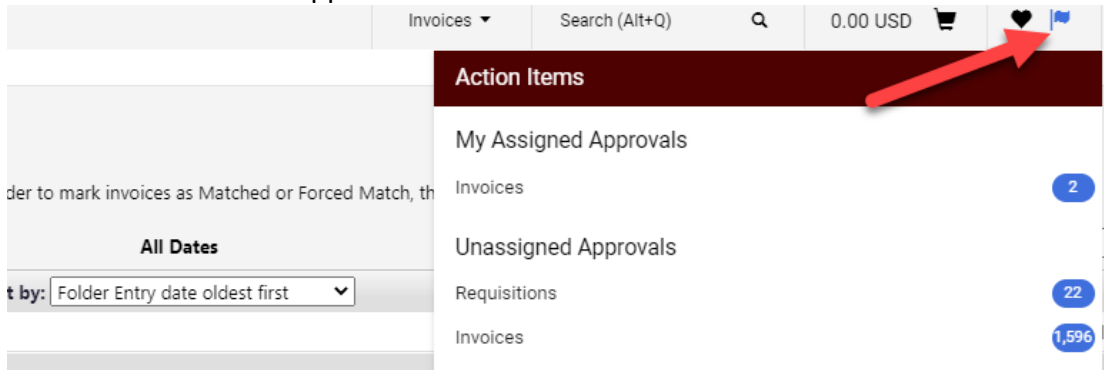 Invoices Search (Alt+Q) 0.00 USD
Action Items
My Assigned Approvals
der to mark invoices as Matched or Forced Match, th
Invoices 2
All Dates
Unassigned Approvals
t by: Folder Entry date oldest first
Requisitions 22
Invoices 1,596